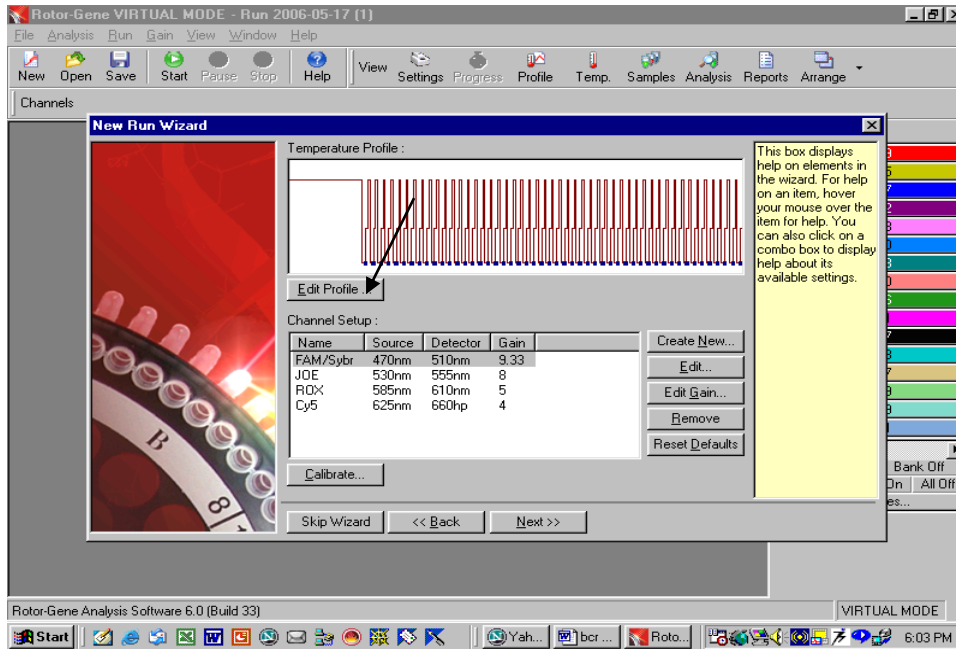 Rotor-Gene VIRTUAL MODE - Run 2006-05-17 (1)
File Analysis Run Gain View Window Help
New Open Save Start Pause Stop Help View Settings Progress Profile Temp. Samples Analysis Reports Arrange
Channels
New Run Wizard
Temperature Profile :
Edit Profile ...
Channel Setup :
Name Source Detector Gain
FAM/Sybr 470nm 510nm 9.33
JOE 530nm 555nm 8
ROX 585nm 610nm 5
Cy5 625nm 660hp 4
Create New...
Edit...
Edit Gain...
Remove
Reset Defaults
Calibrate...
Skip Wizard << Back Next >>
This box displays
help on elements in
the wizard. For help
on an item, hover
your mouse over the
item for help. You
can also click on a
combo box to display
help about its
available settings.
B
8
Bank Off
On All Off
es...
Rotor-Gene Analysis Software 6.0 (Build 33)
VIRTUAL MODE
Start Yah... bcr ... Roto... 6:03 PM